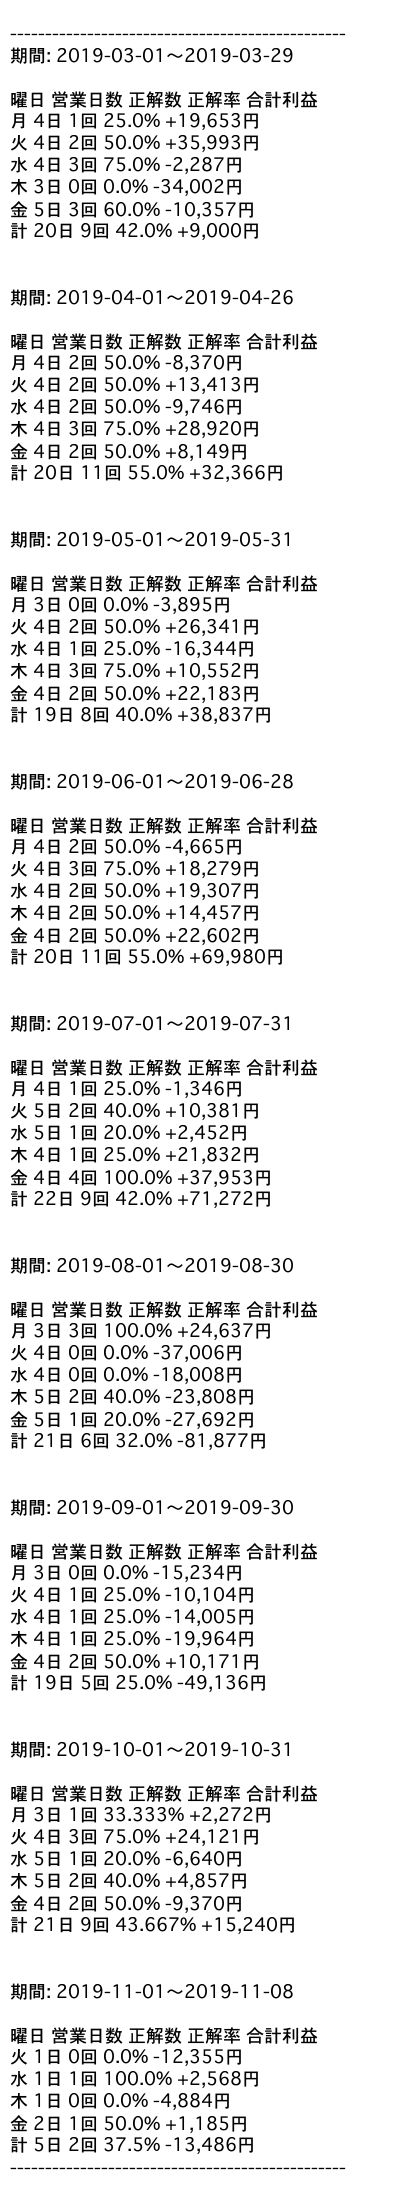 ------------------------------------------------
期間: 2019-03-01〜2019-03-29
曜日 営業日数 正解数 正解率 合計利益
月 4日 1回 25.0% +19,653円
火 4日 2回 50.0% +35,993円
水 4日 3回 75.0% -2,287円
木 3日 0回 0.0% -34,002円
金 5日 3回 60.0% -10,357円
計 20日 9回 42.0% +9,000円
期間: 2019-04-01〜2019-04-26
曜日 営業日数 正解数 正解率 合計利益
月 4日 2回 50.0% -8,370円
火 4日 2回 50.0% +13,413円
水 4日 2回 50.0% -9,746円
木 4日 3回 75.0% +28,920円
金 4日 2回 50.0% +8,149円
計 20日 11回 55.0% +32,366円
期間: 2019-05-01〜2019-05-31
曜日 営業日数 正解数 正解率 合計利益
月 3日 0回 0.0% -3,895円
火 4日 2回 50.0% +26,341円
水 4日 1回 25.0% -16,344円
木 4日 3回 75.0% +10,552円
金 4日 2回 50.0% +22,183円
計 19日 8回 40.0% +38,837円
期間: 2019-06-01〜2019-06-28
曜日 営業日数 正解数 正解率 合計利益
月 4日 2回 50.0% -4,665円
火 4日 3回 75.0% +18,279円
水 4日 2回 50.0% +19,307円
木 4日 2回 50.0% +14,457円
金 4日 2回 50.0% +22,602円
計 20日 11回 55.0% +69,980円
期間: 2019-07-01〜2019-07-31
曜日 営業日数 正解数 正解率 合計利益
月 4日 1回 25.0% -1,346円
火 5日 2回 40.0% +10,381円
水 5日 1回 20.0% +2,452円
木 4日 1回 25.0% +21,832円
金 4日 4回 100.0% +37,953円
計 22日 9回 42.0% +71,272円
期間: 2019-08-01〜2019-08-30
曜日 営業日数 正解数 正解率 合計利益
月 3日 3回 100.0% +24,637円
火 4日 0回 0.0% -37,006円
水 4日 0回 0.0% -18,008円
木 5日 2回 40.0% -23,808円
金 5日 1回 20.0% -27,692円
計 21日 6回 32.0% -81,877円
期間: 2019-09-01〜2019-09-30
曜日 営業日数 正解数 正解率 合計利益
月 3日 0回 0.0% -15,234円
火 4日 1回 25.0% -10,104円
水 4日 1回 25.0% -14,005円
木 4日 1回 25.0% -19,964円
金 4日 2回 50.0% +10,171円
計 19日 5回 25.0% -49,136円
期間: 2019-10-01〜2019-10-31
曜日 営業日数 正解数 正解率 合計利益
月 3日 1回 33.333% +2,272円
火 4日 3回 75.0% +24,121円
水 5日 1回 20.0% -6,640円
木 5日 2回 40.0% +4,857円
金 4日 2回 50.0% -9,370円
計 21日 9回 43.667% +15,240円
期間: 2019-11-01〜2019-11-08
曜日 営業日数 正解数 正解率 合計利益
火 1日 0回 0.0% -12,355円
水 1日 1回 100.0% +2,568円
木 1日 0回 0.0% -4,884円
金 2日 1回 50.0% +1,185円
計 5日 2回 37.5% -13,486円
------------------------------------------------